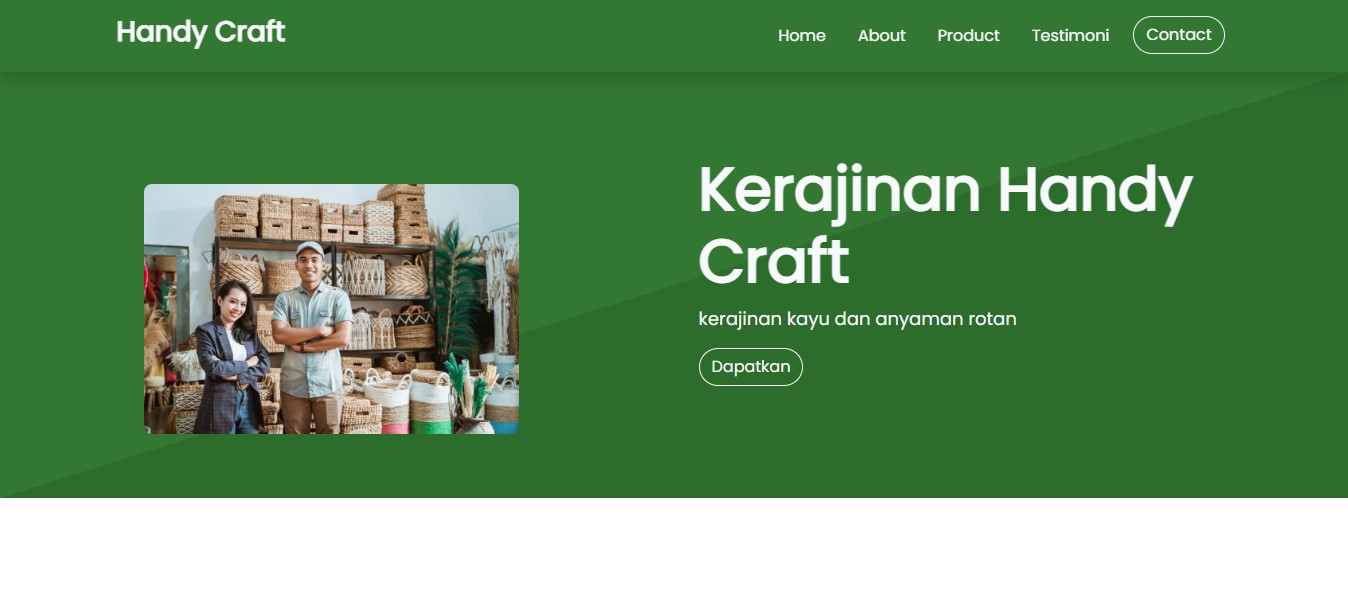 Handy Craft
Home About Product Testimoni Contact
Kerajinan Handy
Craft
kerajinan kayu dan anyaman rotan
Dapatkan